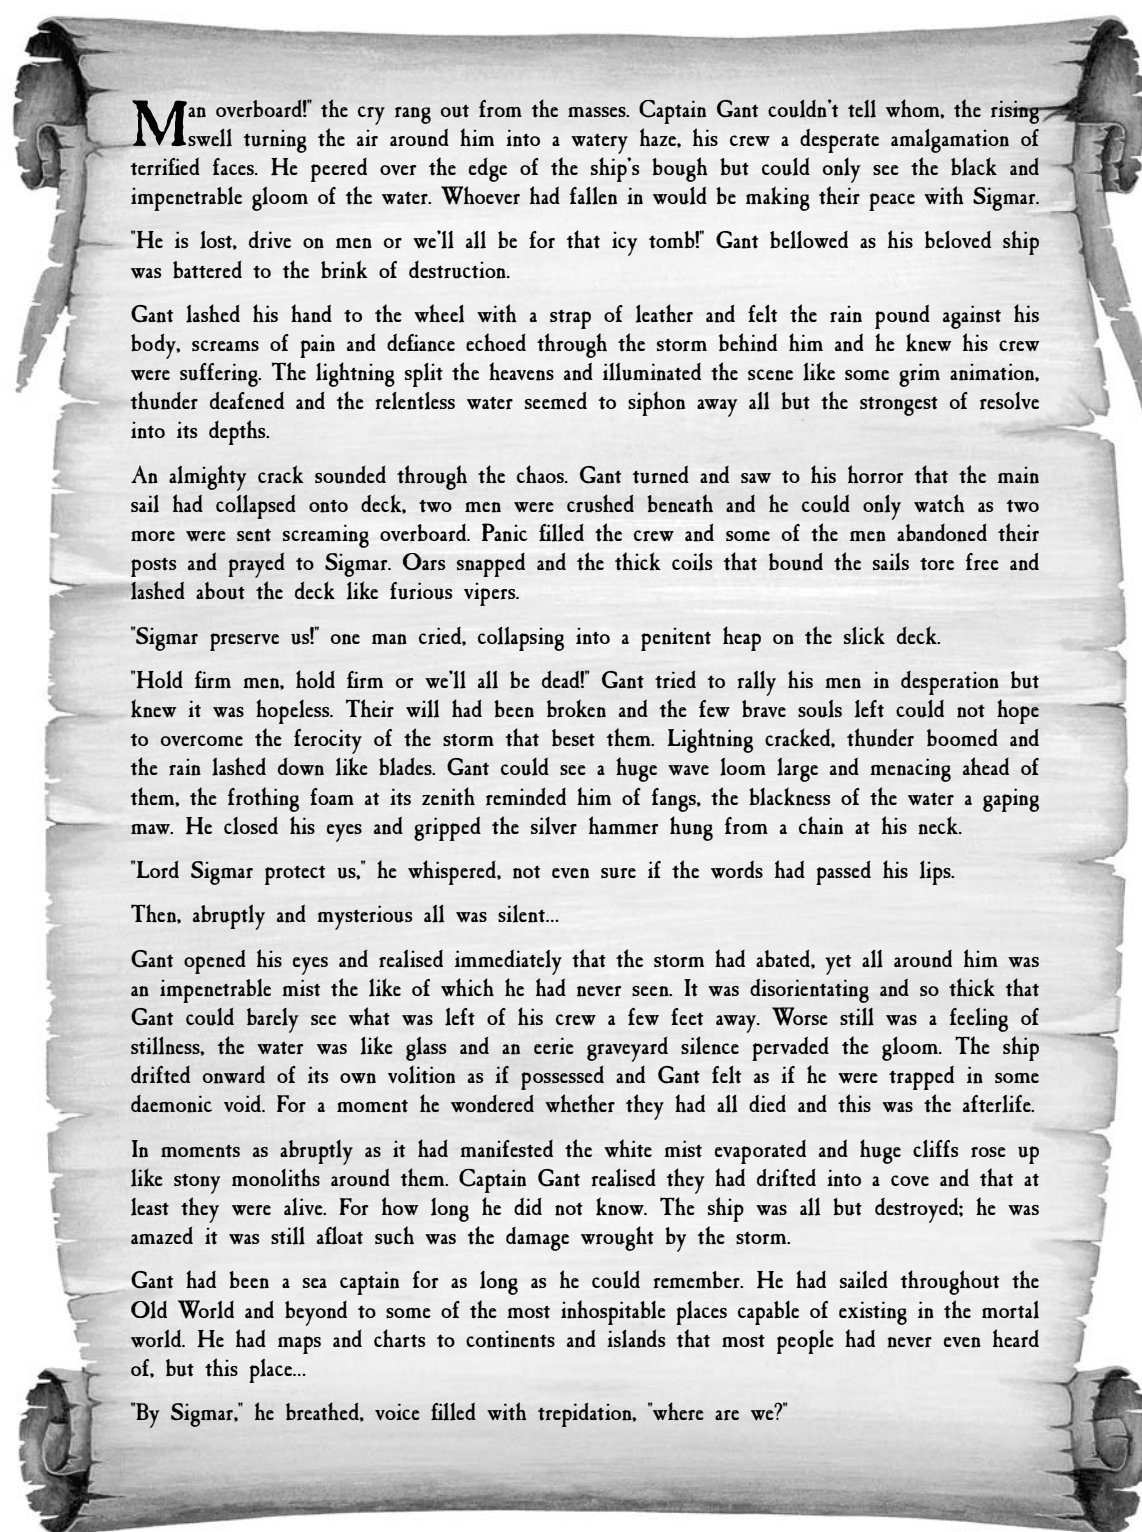 Man overboard!" the cry rang out from the masses. Captain Gant couldn't tell whom, the rising
swell turning the air around him into a watery haze, his crew a desperate amalgamation of
terrified faces. He peered over the edge of the ship's bough but could only see the black and
impenetrable gloom of the water. Whoever had fallen in would be making their peace with Sigmar.
"He is lost, drive on men or we'll all be for that icy tomb!" Gant bellowed as his beloved ship
was battered to the brink of destruction.
Gant lashed his hand to the wheel with a strap of leather and felt the rain pound against his
body, screams of pain and defiance echoed through the storm behind him and he knew his crew
were suffering. The lightning split the heavens and illuminated the scene like some grim animation,
thunder deafened and the relentless water seemed to siphon away all but the strongest of resolve
into its depths.
An almighty crack sounded through the chaos. Gant turned and saw to his horror that the main
sail had collapsed onto deck, two men were crushed beneath and he could only watch as two
more were sent screaming overboard. Panic filled the crew and some of the men abandoned their
posts and prayed to Sigmar. Oars snapped and the thick coils that bound the sails tore free and
lashed about the deck like furious vipers.
"Sigmar preserve us!" one man cried, collapsing into a penitent heap on the slick deck.
"Hold firm men, hold firm or we'll all be dead!" Gant tried to rally his men in desperation but
knew it was hopeless. Their will had been broken and the few brave souls left could not hope
to overcome the ferocity of the storm that beset them. Lightning cracked, thunder boomed and
the rain lashed down like blades. Gant could see a huge wave loom large and menacing ahead of
them, the frothing foam at its zenith reminded him of fangs, the blackness of the water a gaping
maw. He closed his eyes and gripped the silver hammer hung from a chain at his neck.
"Lord Sigmar protect us," he whispered, not even sure if the words had passed his lips.
Then, abruptly and mysterious all was silent...
Gant opened his eyes and realised immediately that the storm had abated, yet all around him was
an impenetrable mist the like of which he had never seen. It was disorientating and so thick that
Gant could barely see what was left of his crew a few feet away. Worse still was a feeling of
stillness, the water was like glass and an eerie graveyard silence pervaded the gloom. The ship
drifted onward of its own volition as if possessed and Gant felt as if he were trapped in some
daemonic void. For a moment he wondered whether they had all died and this was the afterlife.
In moments as abruptly as it had manifested the white mist evaporated and huge cliffs rose up
like stony monoliths around them. Captain Gant realised they had drifted into a cove and that at
least they were alive. For how long he did not know. The ship was all but destroyed; he was
amazed it was still afloat such was the damage wrought by the storm.
Gant had been a sea captain for as long as he could remember. He had sailed throughout the
Old World and beyond to some of the most inhospitable places capable of existing in the mortal
world. He had maps and charts to continents and islands that most people had never even heard
of, but this place...
"By Sigmar," he breathed, voice filled with trepidation, "where are we?"